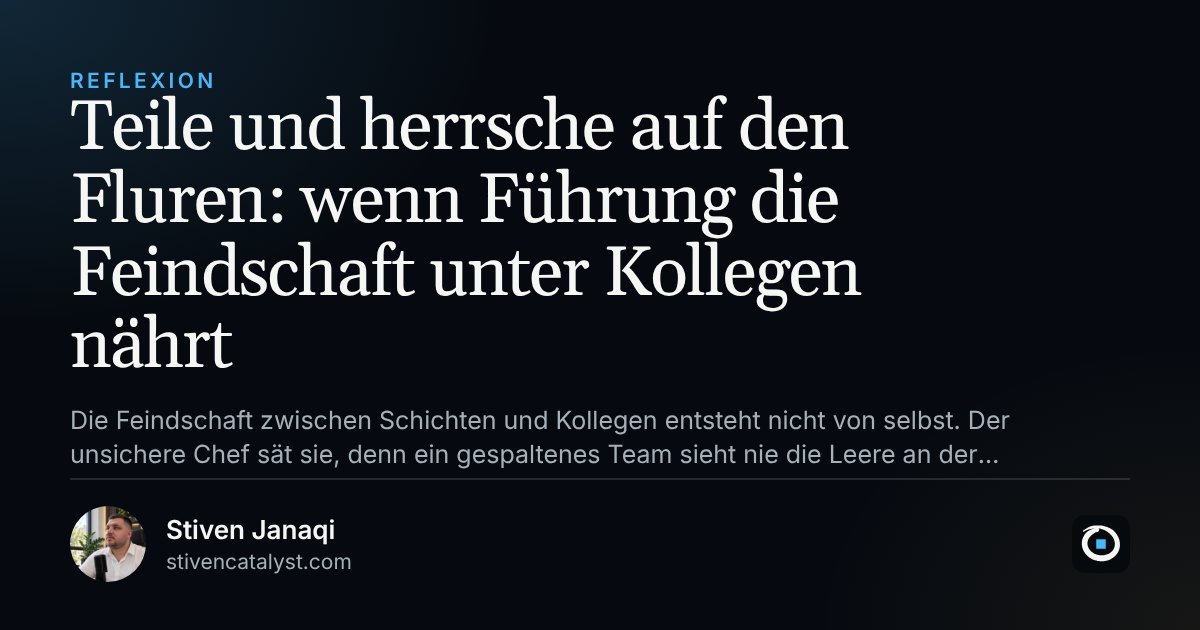 REFLEXION
Teile und herrsche auf den
Fluren: wenn Führung die
Feindschaft unter Kollegen
nährt
Die Feindschaft zwischen Schichten und Kollegen entsteht nicht von selbst. Der
unsichere Chef sät sie, denn ein gespaltenes Team sieht nie die Leere an der...
Stiven Janaqi
stivencatalyst.com